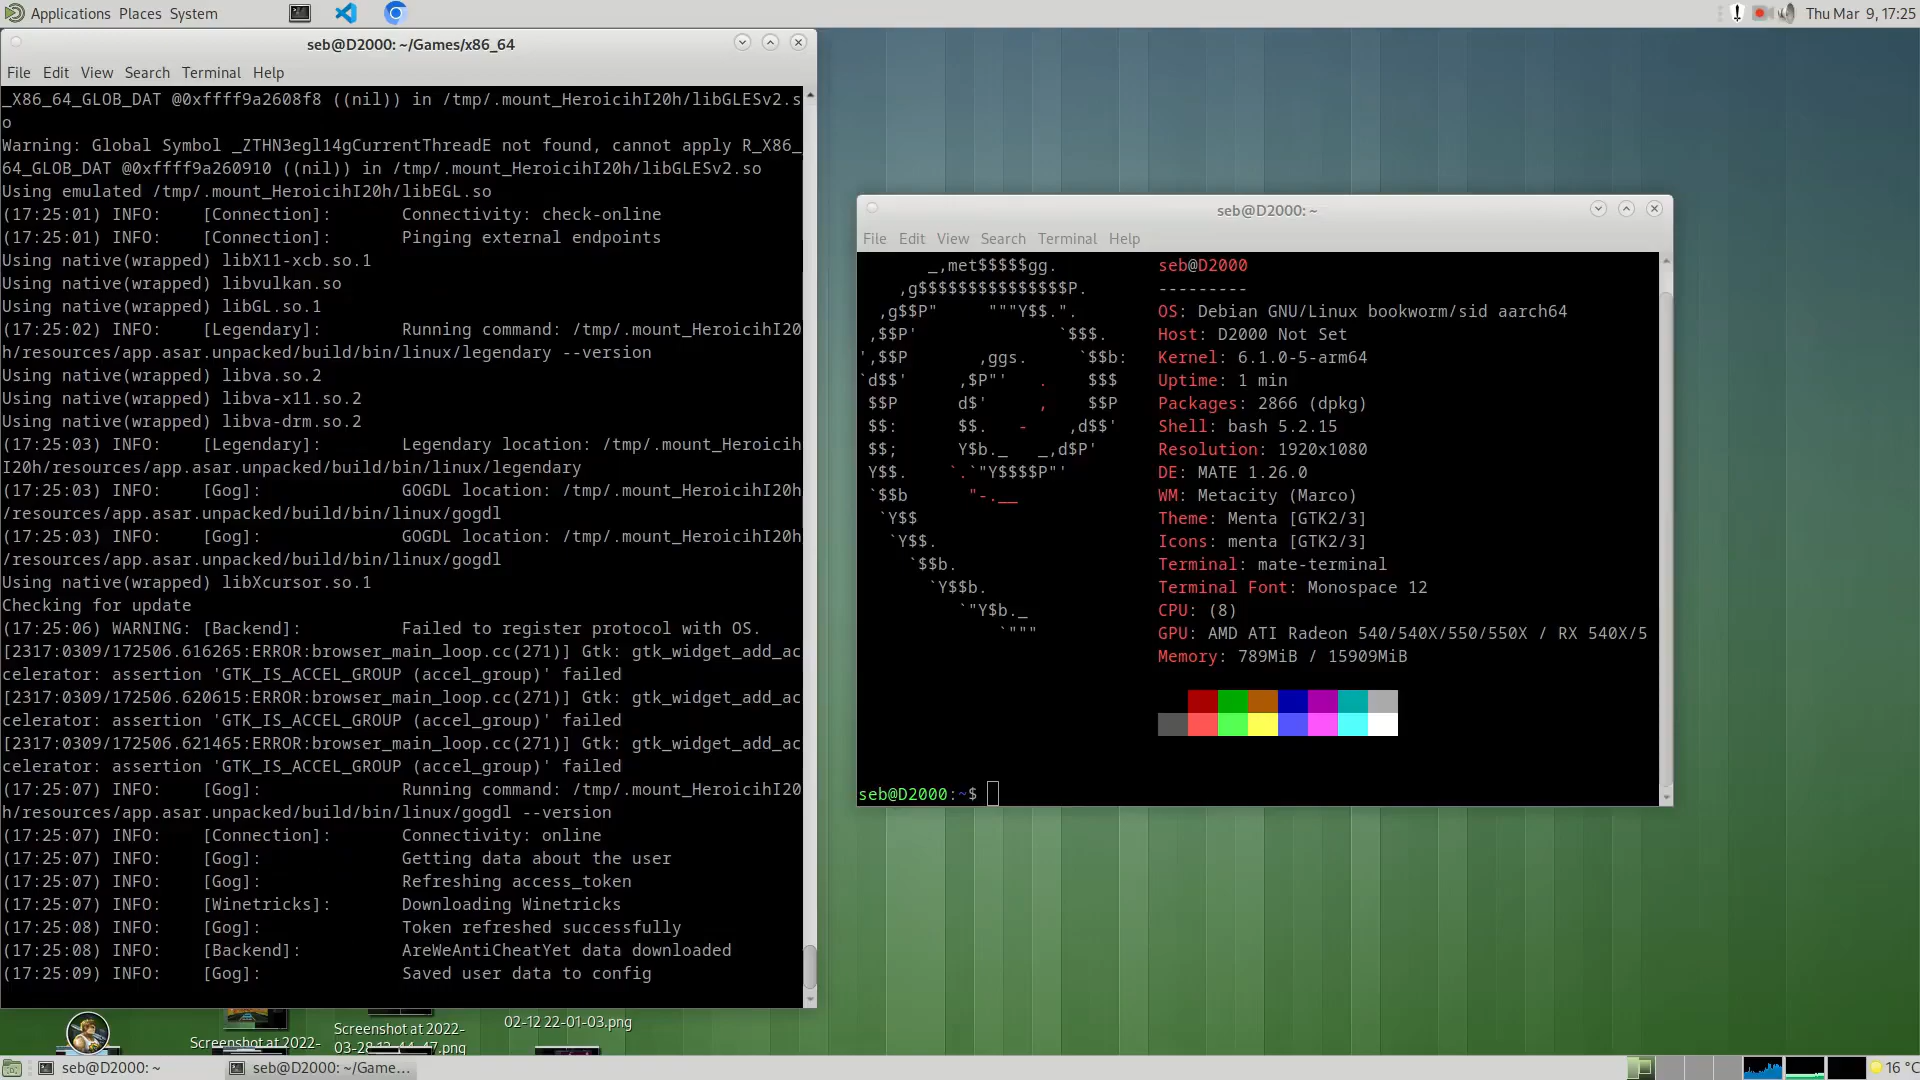 Applications Places System
Thu Mar 9, 17:25
seb@D2000: ~/Games/x86_64
File Edit View Search Terminal Help
_X86_64_GLOB_DAT @0xffff9a2608f8 ((nil)) in /tmp/.mount_HeroicihI20h/libGLESv2.s
o
Warning: Global Symbol _ZTHN3egl14gCurrentThreadE not found, cannot apply R_X86_
64_GLOB_DAT @0xffff9a260910 ((nil)) in /tmp/.mount_HeroicihI20h/libGLESv2.so
Using emulated /tmp/.mount_HeroicihI20h/libEGL.so
(17:25:01) INFO: [Connection]: Connectivity: check-online
(17:25:01) INFO: [Connection]: Pinging external endpoints
Using native(wrapped) libX11-xcb.so.1
Using native(wrapped) libvulkan.so
Using native(wrapped) libGL.so.1
(17:25:02) INFO: [Legendary]: Running command: /tmp/.mount_HeroicihI20
h/resources/app.asar.unpacked/build/bin/linux/legendary --version
Using native(wrapped) libva.so.2
Using native(wrapped) libva-x11.so.2
Using native(wrapped) libva-drm.so.2
(17:25:03) INFO: [Legendary]: Legendary location: /tmp/.mount_Heroicih
I20h/resources/app.asar.unpacked/build/bin/linux/legendary
(17:25:03) INFO: [Gog]: GOGDL location: /tmp/.mount_HeroicihI20h
/resources/app.asar.unpacked/build/bin/linux/gogdl
(17:25:03) INFO: [Gog]: GOGDL location: /tmp/.mount_HeroicihI20h
/resources/app.asar.unpacked/build/bin/linux/gogdl
Using native(wrapped) libXcursor.so.1
Checking for update
(17:25:06) WARNING: [Backend]: Failed to register protocol with OS.
[2317:0309/172506.616265:ERROR:browser_main_loop.cc(271)] Gtk: gtk_widget_add_ac
celerator: assertion 'GTK_IS_ACCEL_GROUP (accel_group)' failed
[2317:0309/172506.620615:ERROR:browser_main_loop.cc(271)] Gtk: gtk_widget_add_ac
celerator: assertion 'GTK_IS_ACCEL_GROUP (accel_group)' failed
[2317:0309/172506.621465:ERROR:browser_main_loop.cc(271)] Gtk: gtk_widget_add_ac
celerator: assertion 'GTK_IS_ACCEL_GROUP (accel_group)' failed
(17:25:07) INFO: [Gog]: Running command: /tmp/.mount_HeroicihI20
h/resources/app.asar.unpacked/build/bin/linux/gogdl --version
(17:25:07) INFO: [Connection]: Connectivity: online
(17:25:07) INFO: [Gog]: Getting data about the user
(17:25:07) INFO: [Gog]: Refreshing access_token
(17:25:07) INFO: [Winetricks]: Downloading Winetricks
(17:25:08) INFO: [Gog]: Token refreshed successfully
(17:25:08) INFO: [Backend]: AreWeAntiCheatYet data downloaded
(17:25:09) INFO: [Gog]: Saved user data to config
seb@D2000: ~
File Edit View Search Terminal Help
_,met$$$$$gg. seb@D2000
,g$$$$$$$$$$$$$$$P. ---------
,g$$P" """Y$$.". OS: Debian GNU/Linux bookworm/sid aarch64
,$$P' `$$$. Host: D2000 Not Set
',$$P ,ggs. `$$b: Kernel: 6.1.0-5-arm64
`d$$' ,$P"' . $$$ Uptime: 1 min
$$P d$' , $$P Packages: 2866 (dpkg)
$$: $$. - ,d$$' Shell: bash 5.2.15
$$; Y$b._ _,d$P' Resolution: 1920x1080
Y$$. `.`"Y$$$$P"' DE: MATE 1.26.0
`$$b "-.__ WM: Metacity (Marco)
`Y$$ Theme: Menta [GTK2/3]
`Y$$. Icons: menta [GTK2/3]
`$$b. Terminal: mate-terminal
`Y$$b. Terminal Font: Monospace 12
`"Y$b._ CPU: (8)
`""" GPU: AMD ATI Radeon 540/540X/550/550X / RX 540X/5
Memory: 789MiB / 15909MiB
seb@D2000:~$
Screenshot at 2022-
Screenshot at 2022-
03-28 12-44-47.png
02-12 22-01-03.png
seb@D2000: ~
seb@D2000: ~/Game...
16 °C